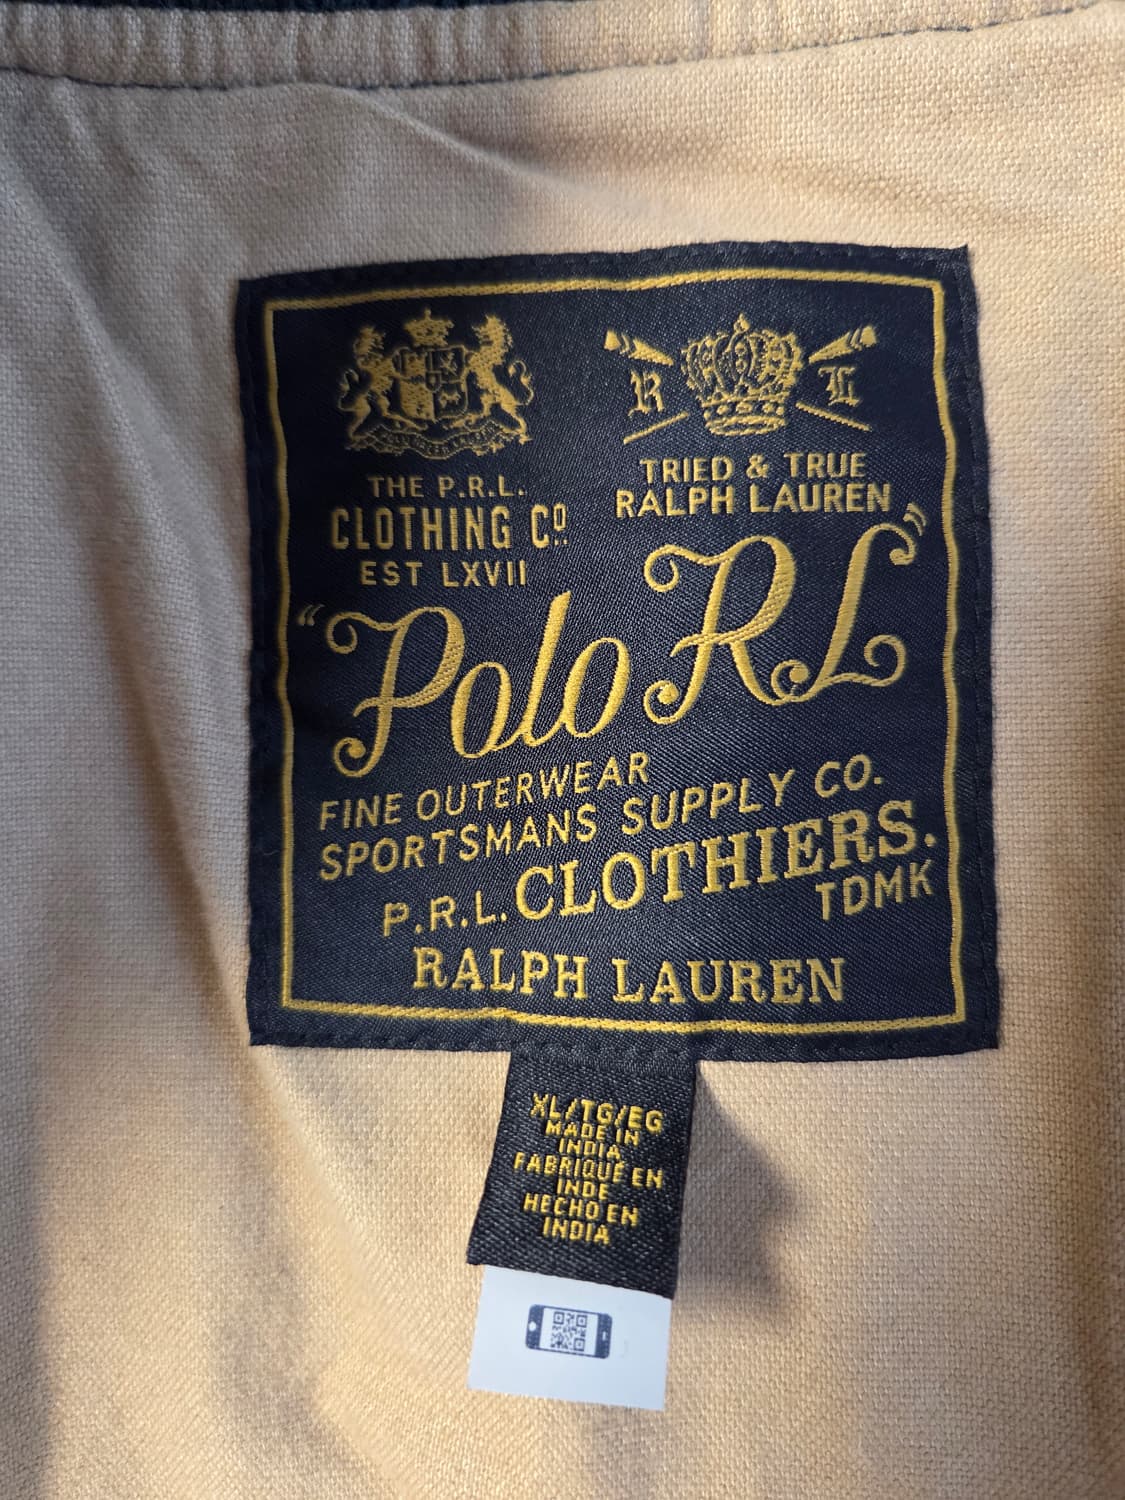 THE P.R.L.
CLOTHING Cº
EST LXVII
R L
TRIED & TRUE
RALPH LAUREN
"Polo RL"
FINE OUTERWEAR
SPORTSMANS SUPPLY CO.
P.R.L. CLOTHIERS.
TDMK
RALPH LAUREN
XL/TG/EG
MADE IN
INDIA
FABRIQUÉ EN
INDE
HECHO EN
INDIA